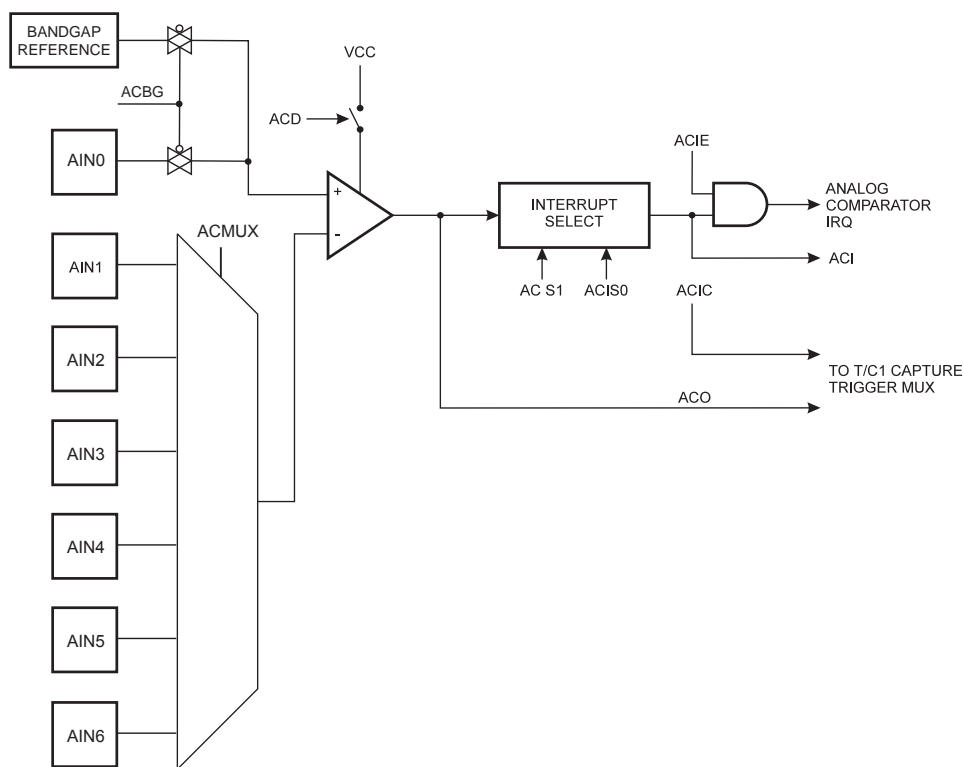 BANDGAP
REFERENCE
VCC
ACBG
ACD
AIN0
ACIE
+
-
INTERRUPT
SELECT
ANALOG
COMPARATOR
IRQ
ACMUX
AIN1
ACI
AC S1
ACIS0
ACIC
AIN2
TO T/C1 CAPTURE
TRIGGER MUX
ACO
AIN3
AIN4
AIN5
AIN6